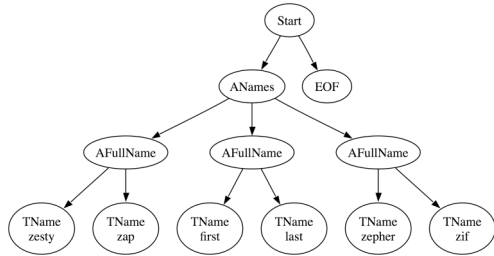 Start
ANames
EOF
AFullName
AFullName
AFullName
TName
zesty
TName
zap
TName
first
TName
last
TName
zepher
TName
zif